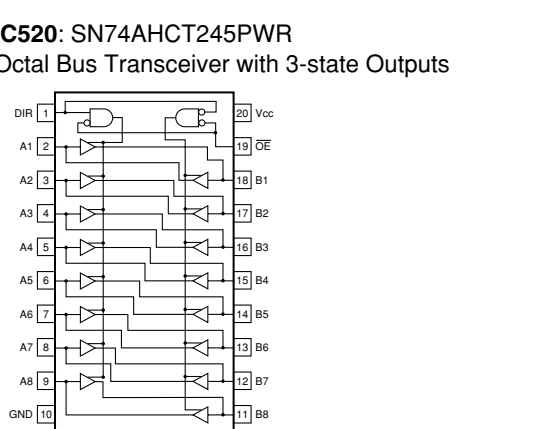 C520: SN74AHCT245PWR
Octal Bus Transceiver with 3-state Outputs
DIR 1 20 Vcc
A1 2 19 OE
A2 3 18 B1
A3 4 17 B2
A4 5 16 B3
A5 6 15 B4
A6 7 14 B5
A7 8 13 B6
A8 9 12 B7
GND 10 11 B8